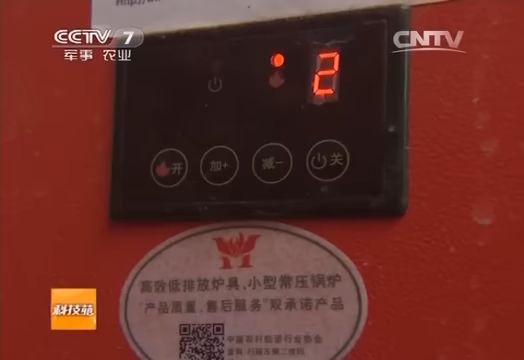 CCTV 7
军事 农业
CNTV
2
开
加+
减-
关
高效低排放炉具、小型常压锅炉
"产品质量、售后服务"双承诺产品
科技苑